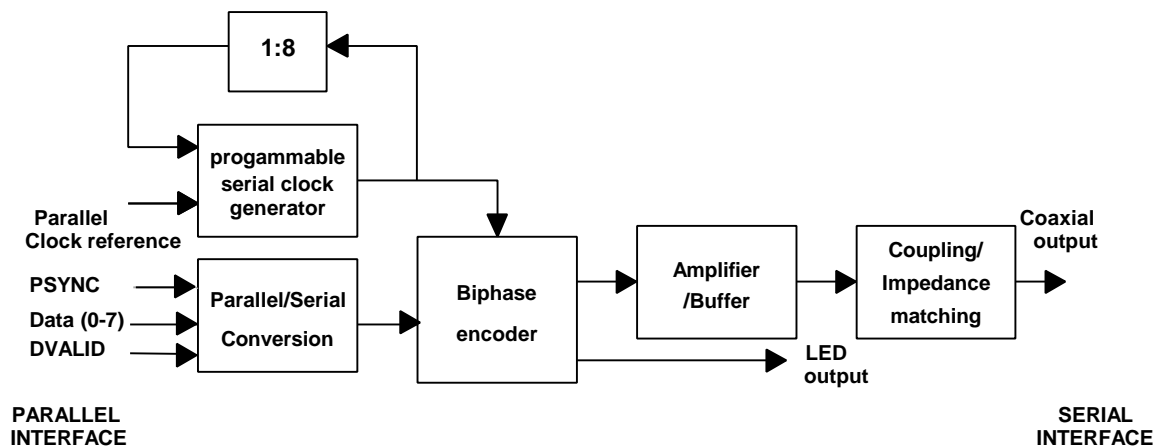 1:8
progammable
serial clock
generator
Parallel
Clock reference
PSYNC
Data (0-7)
DVALID
Parallel/Serial
Conversion
Biphase
encoder
Amplifier
/Buffer
Coupling/
Impedance
matching
Coaxial
output
LED
output
PARALLEL
INTERFACE
SERIAL
INTERFACE